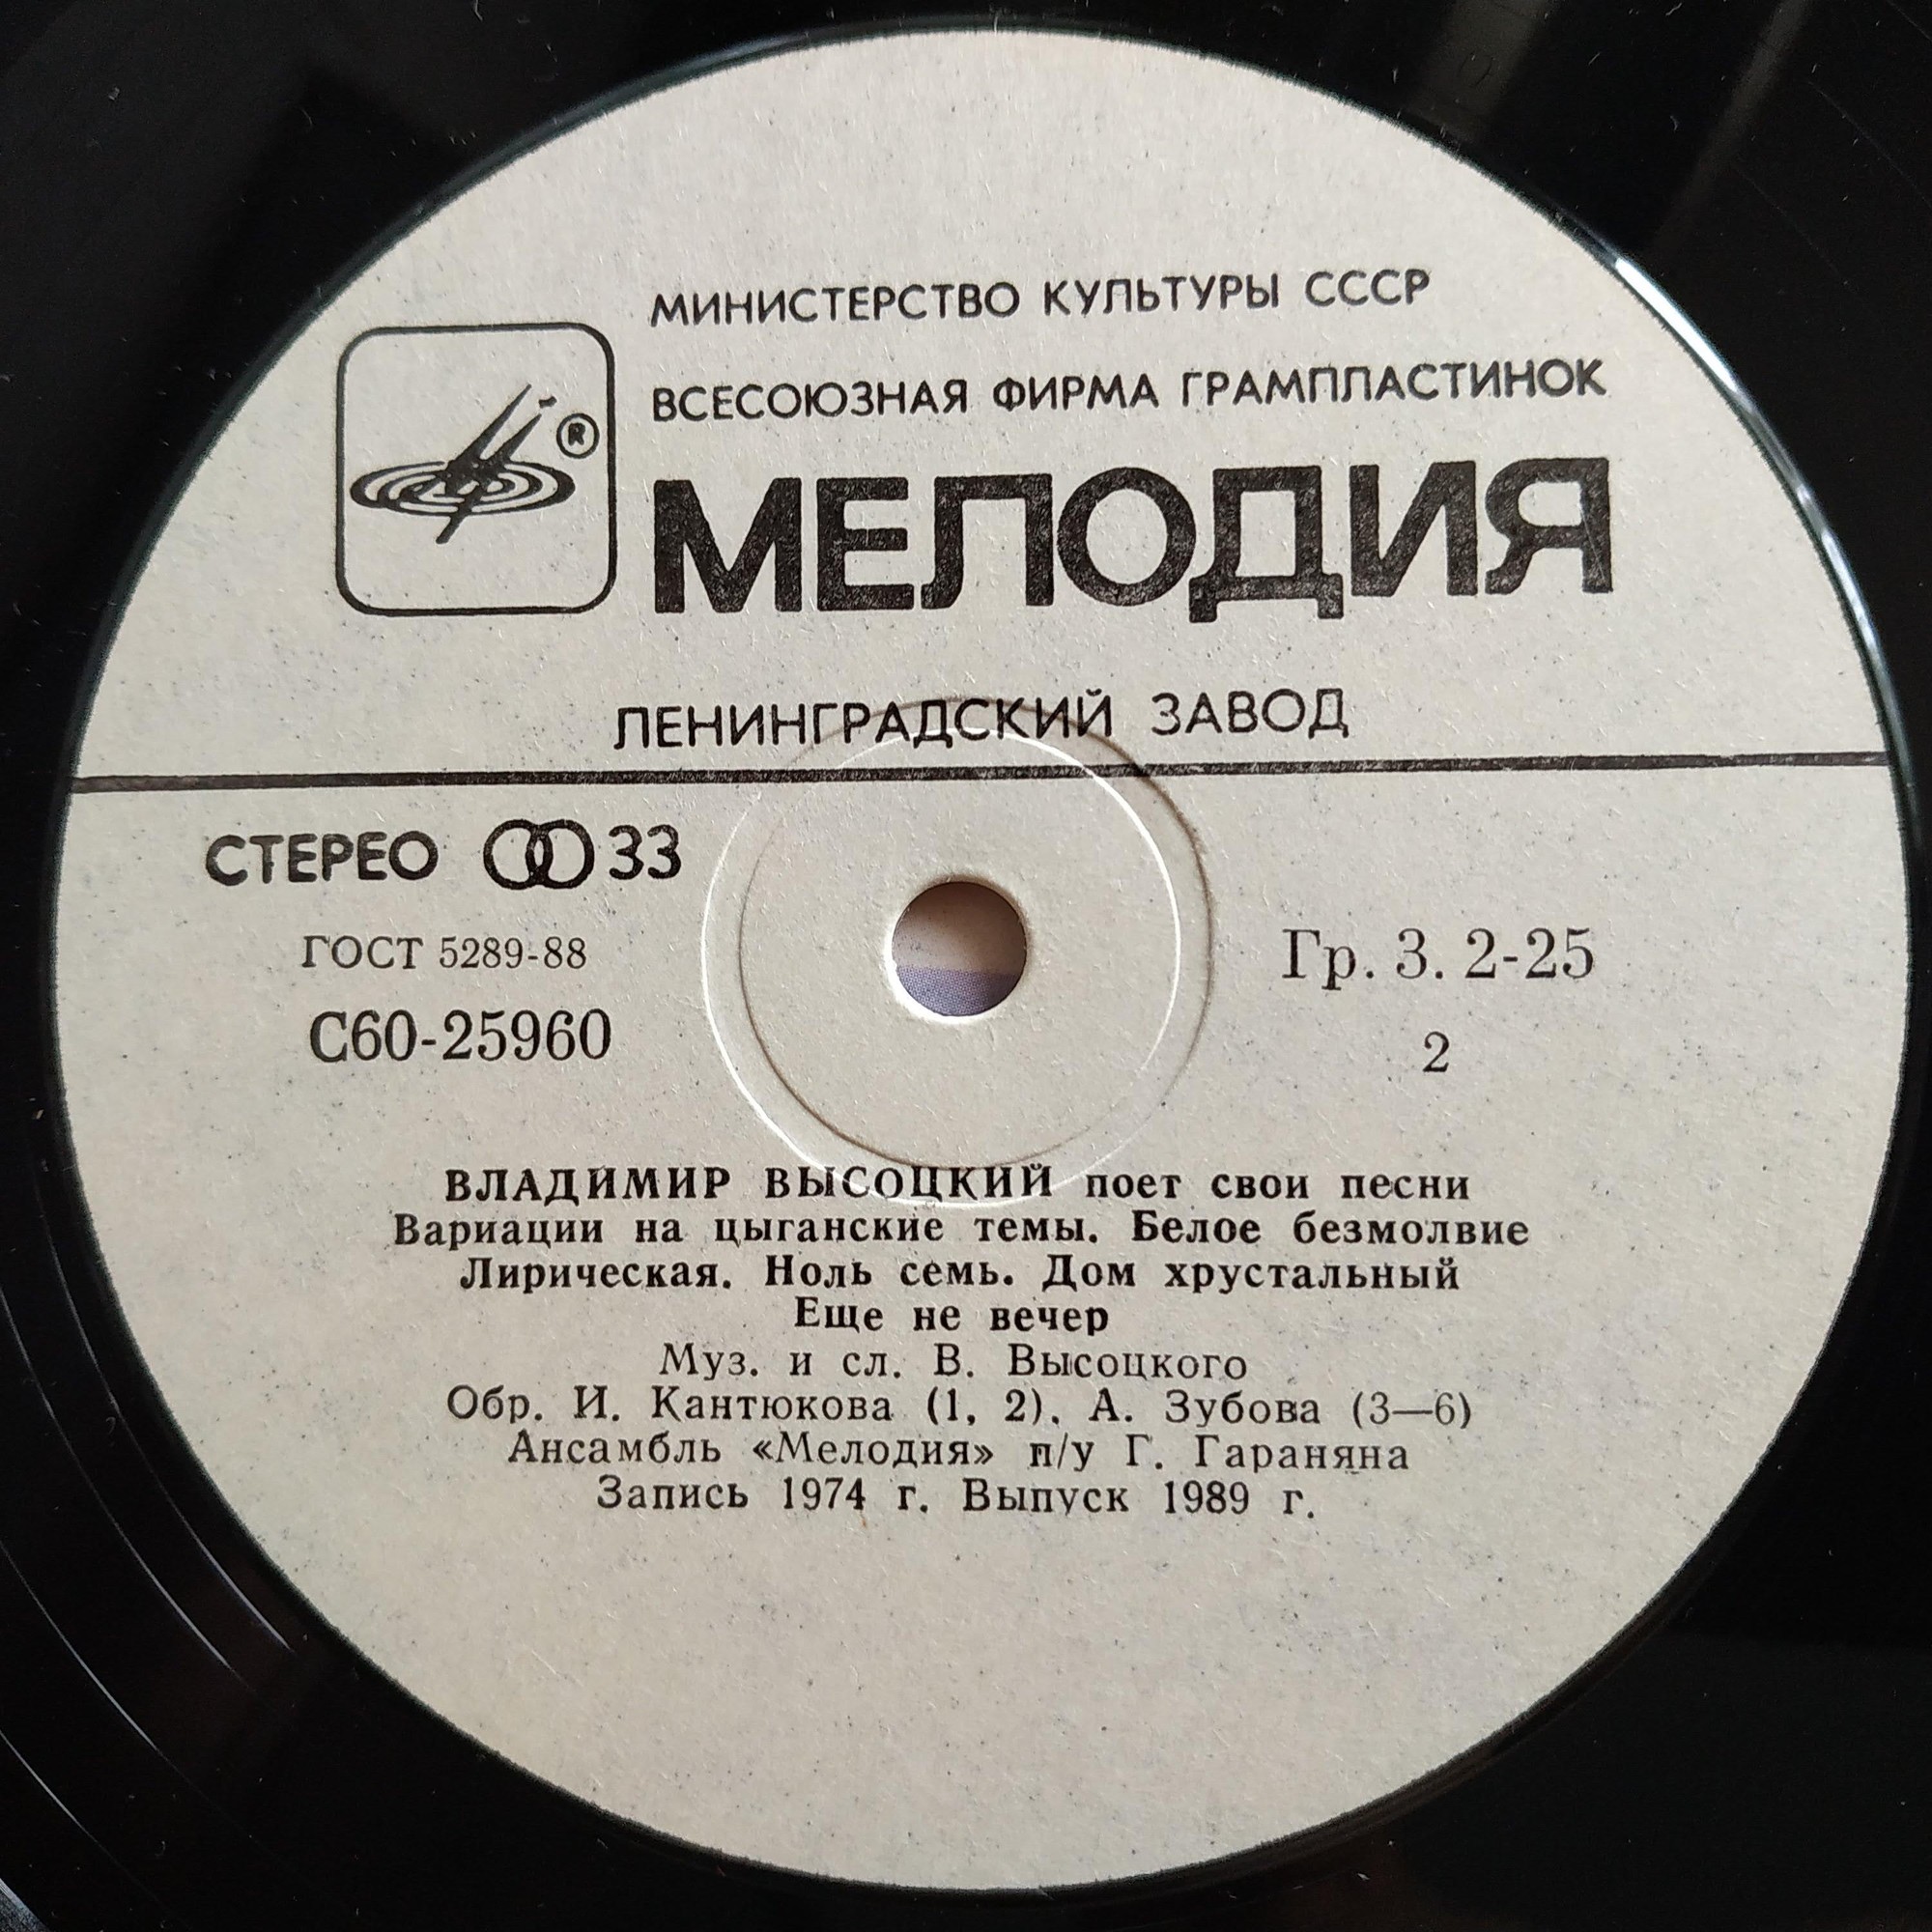 МИНИСТЕРСТВО КУЛЬТУРЫ СССР
ВСЕСОЮЗНАЯ ФИРМА ГРАМПЛАСТИНОК
®
МЕЛОДИЯ
ЛЕНИНГРАДСКИЙ ЗАВОД
СТЕРЕО 33
ГОСТ 5289-88
Гр. 3. 2-25
С60-25960
2
ВЛАДИМИР ВЫСОЦКИЙ поет свои песни
Вариации на цыганские темы. Белое безмолвие
Лирическая. Ноль семь. Дом хрустальный
Еще не вечер
Муз. и сл. В. Высоцкого
Обр. И. Кантюкова (1, 2), А. Зубова (3—6)
Ансамбль «Мелодия» п/у Г. Гараняна
Запись 1974 г. Выпуск 1989 г.